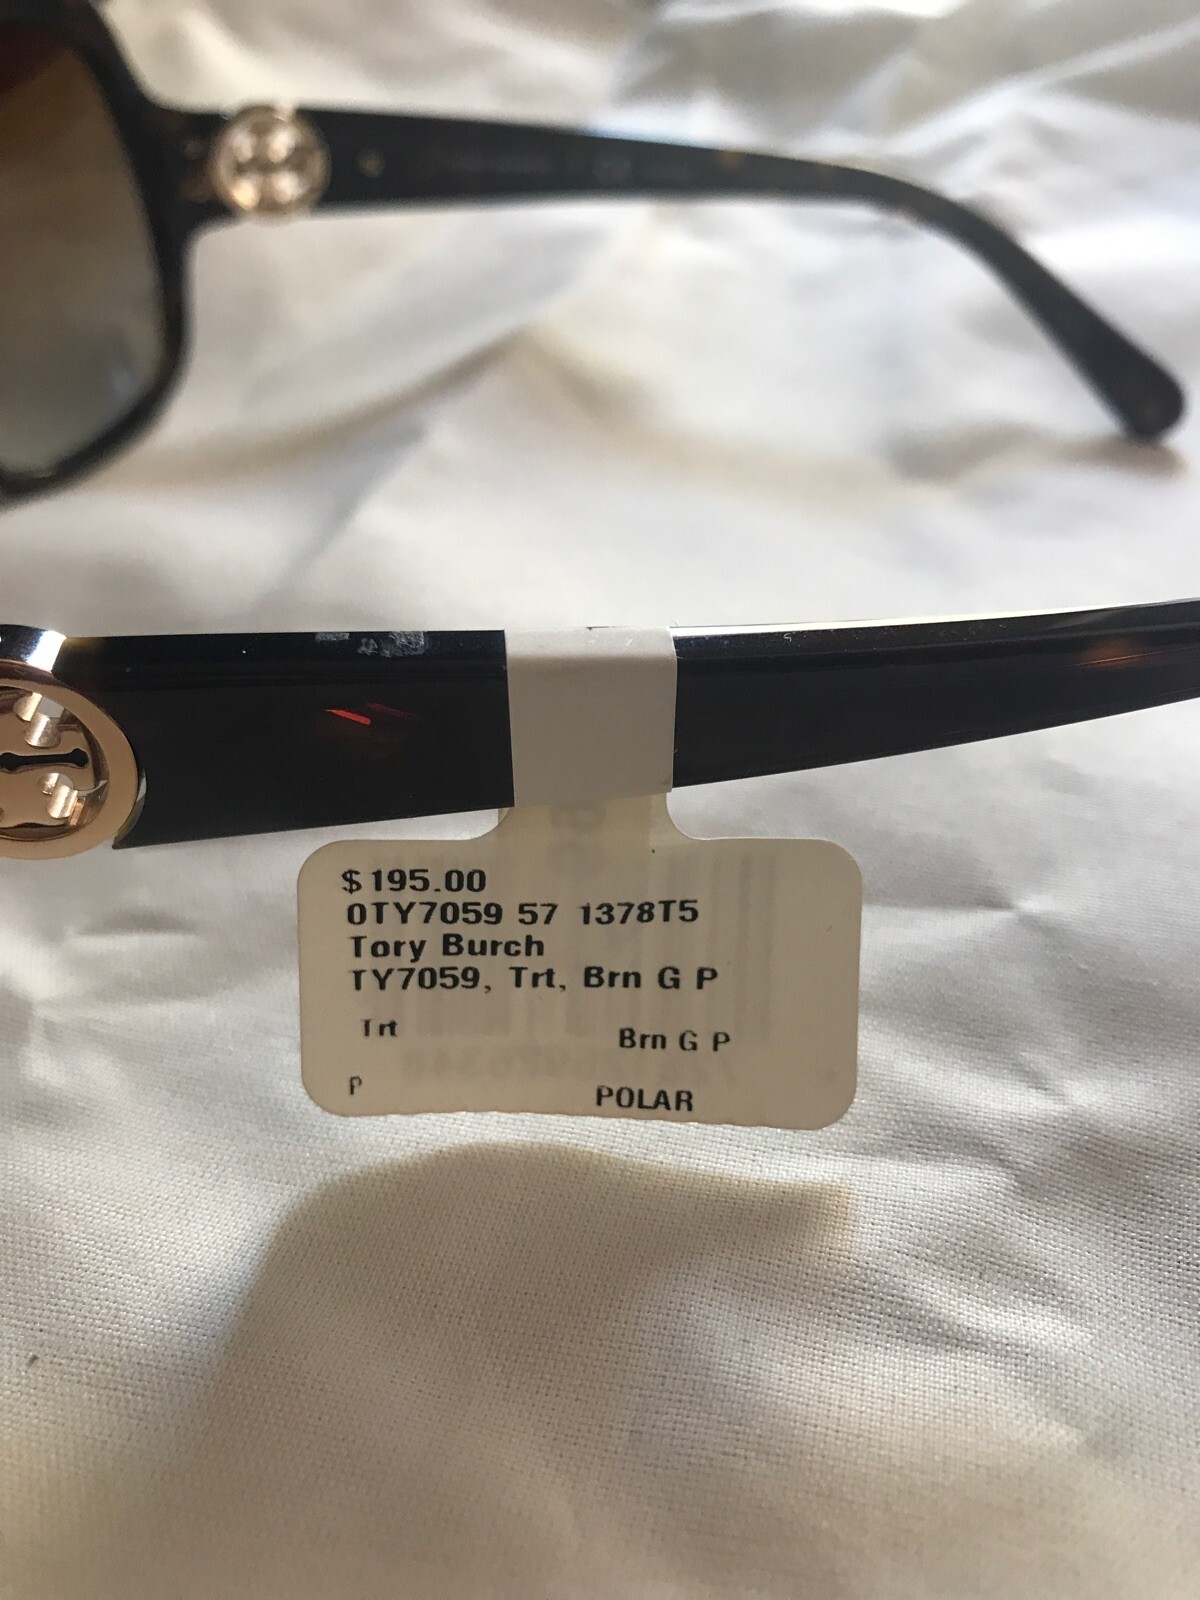 $195.00
0TY7059 57 1378T5
Tory Burch
TY7059, Trt, Brn G P
Trt
Brn G P
P
POLAR